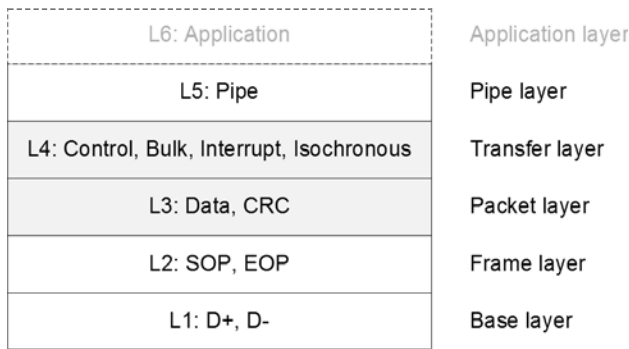 L6: Application Application layer
L5: Pipe Pipe layer
L4: Control, Bulk, Interrupt, Isochronous Transfer layer
L3: Data, CRC Packet layer
L2: SOP, EOP Frame layer
L1: D+, D- Base layer